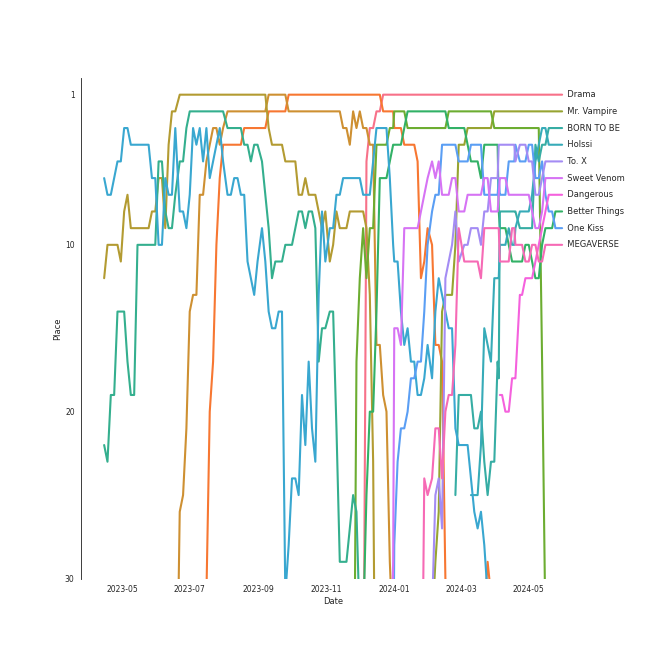 1
10
20
30
Place
2023-05
2023-07
2023-09
2023-11
2024-01
2024-03
2024-05
Date
Drama
Mr. Vampire
BORN TO BE
Holssi
To. X
Sweet Venom
Dangerous
Better Things
One Kiss
MEGAVERSE